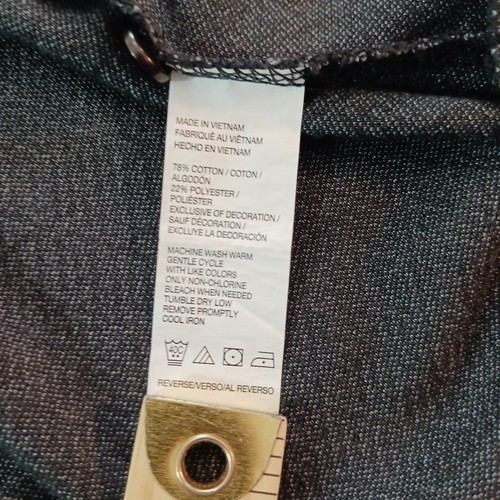 MADE IN VIETNAM
FABRIQUÉ AU VIÊTNAM
HECHO EN VIETNAM
78% COTTON / COTON /
ALGODÓN
22% POLYESTER /
POLIÉSTER
EXCLUSIVE OF DECORATION /
SAUF DÉCORATION /
EXCLUYE LA DECORACIÓN
MACHINE WASH WARM
GENTLE CYCLE
WITH LIKE COLORS
ONLY NON-CHLORINE
BLEACH WHEN NEEDED
TUMBLE DRY LOW
REMOVE PROMPTLY
COOL IRON
40C
REVERSE/VERSO/AL REVERSO